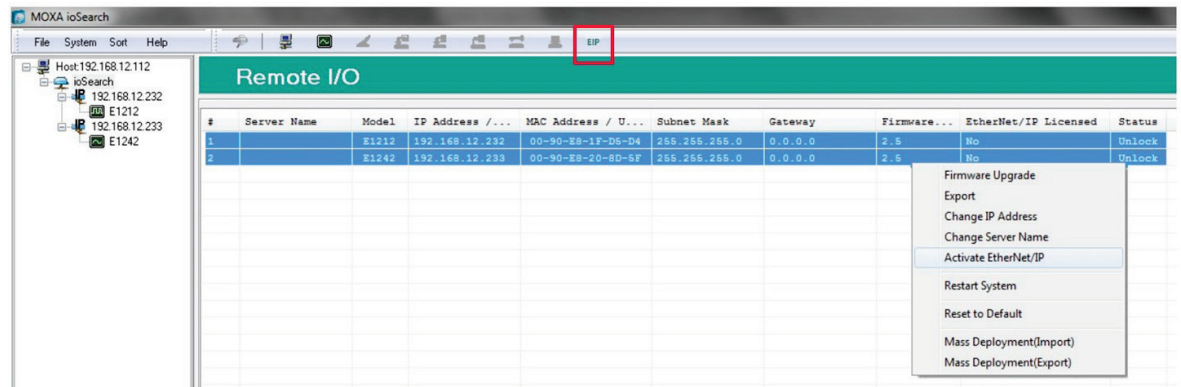 MOXA ioSearch
File System Sort Help
EIP
Host:192.168.12.112
ioSearch
192.168.12.232
E1212
192.168.12.233
E1242
Remote I/O
# Server Name Model IP Address /... MAC Address / U... Subnet Mask Gateway Firmware... EtherNet/IP Licensed Status
1 E1212 192.168.12.232 00-90-E8-1F-D5-D4 255.255.255.0 0.0.0.0 2.5 No Unlock
2 E1242 192.168.12.233 00-90-E8-20-8D-5F 255.255.255.0 0.0.0.0 2.5 No Unlock
Firmware Upgrade
Export
Change IP Address
Change Server Name
Activate EtherNet/IP
Restart System
Reset to Default
Mass Deployment(Import)
Mass Deployment(Export)